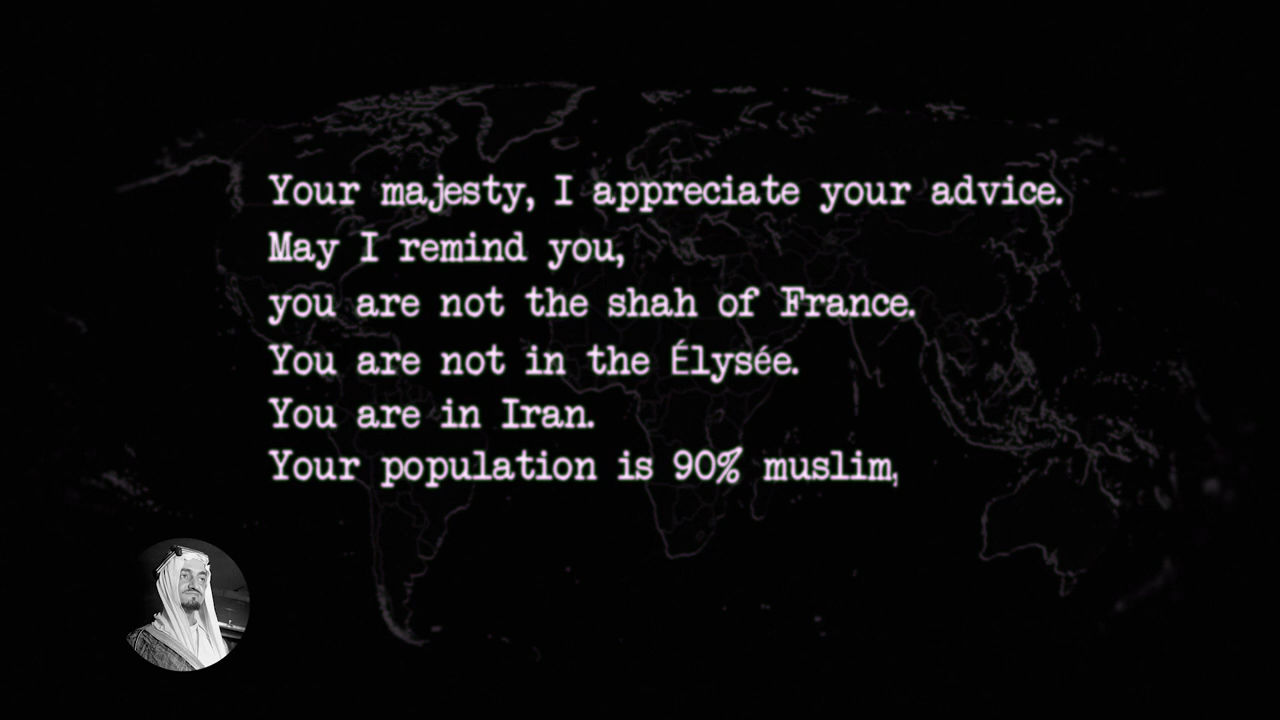 Your majesty, I appreciate your advice.
May I remind you,
you are not the shah of France.
You are not in the Élysée.
You are in Iran.
Your population is 90% muslim,